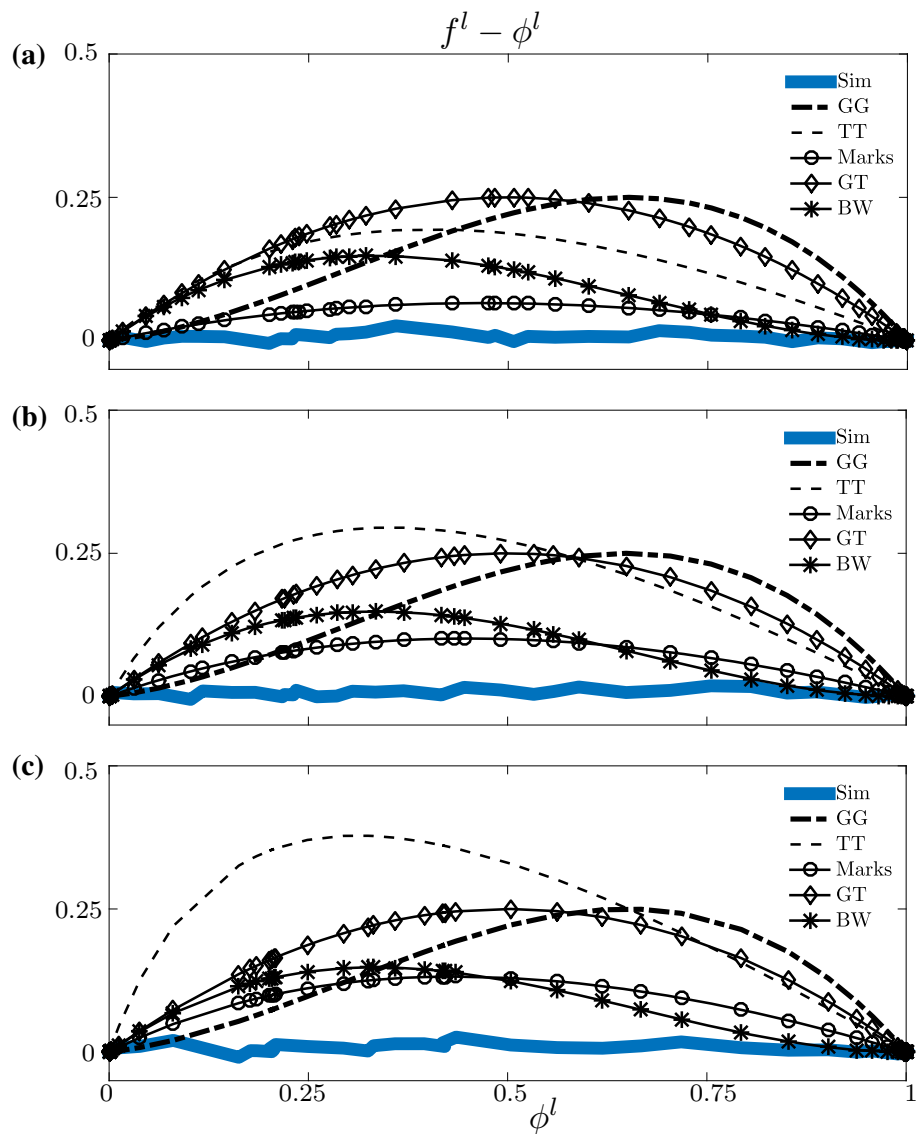 f^l − ϕ^l
(a)
0.5
0.25
0
Sim
GG
TT
Marks
GT
BW
(b)
0.5
0.25
0
Sim
GG
TT
Marks
GT
BW
(c)
0.5
0.25
0
Sim
GG
TT
Marks
GT
BW
0 0.25 0.5 0.75 1
ϕ^l